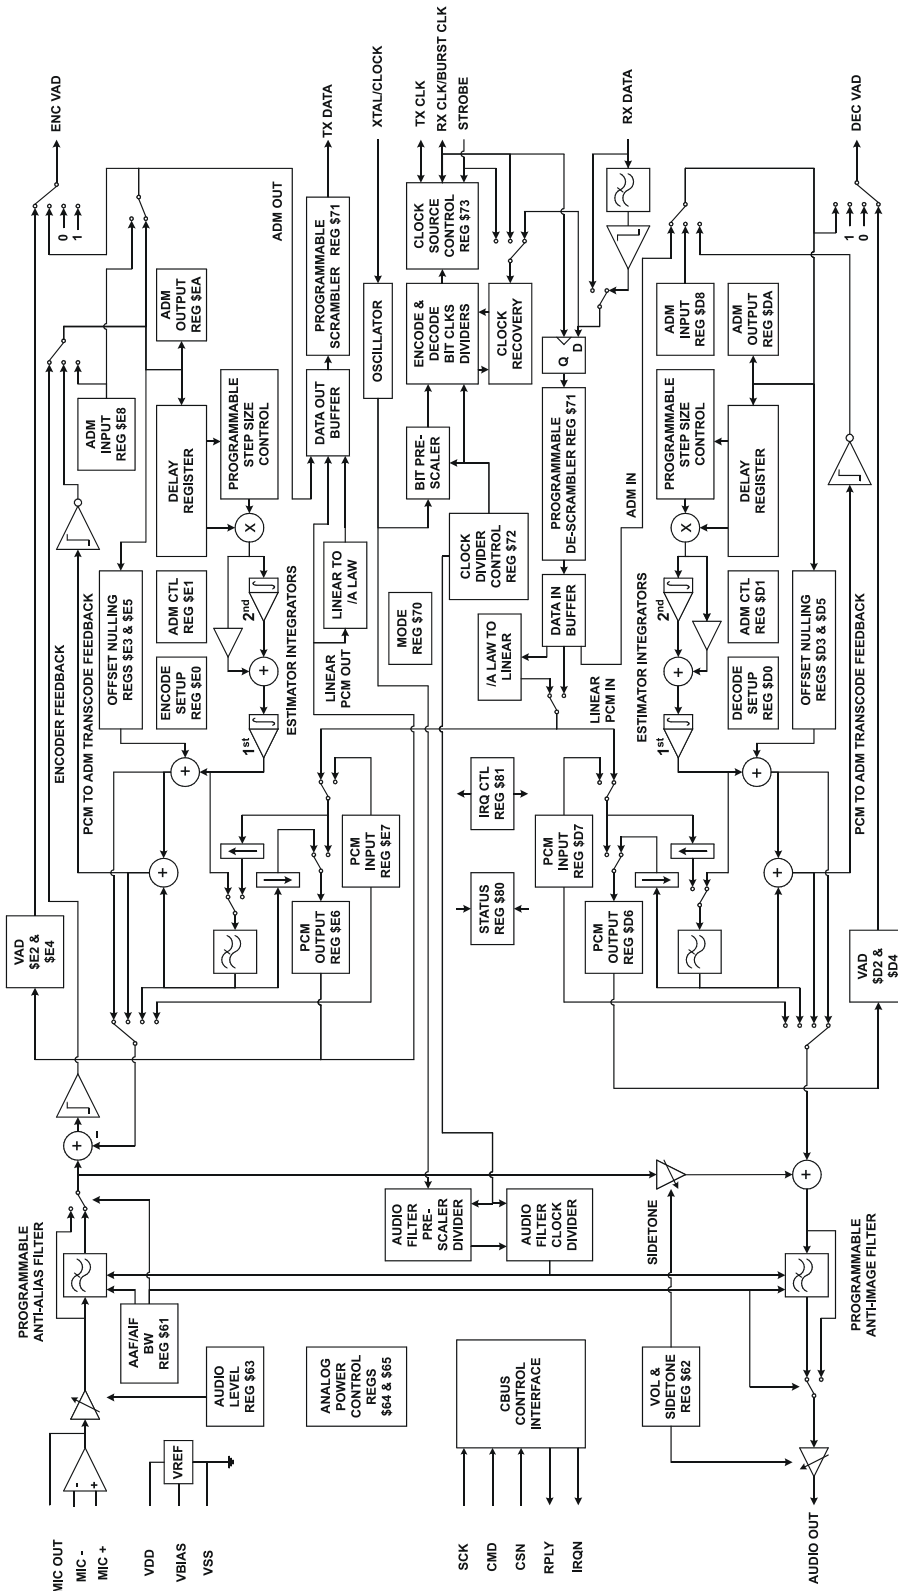 MIC OUT
MIC -
MIC +
VDD
VBIAS
VSS
SCK
CMD
CSN
RPLY
IRQN
AUDIO OUT
-
+
VREF
PROGRAMMABLE
ANTI-ALIAS FILTER
AAF/AIF
BW
REG $61
AUDIO
LEVEL
REG $63
ANALOG
POWER
CONTROL
REGS
$64 & $65
CBUS
CONTROL
INTERFACE
VOL &
SIDETONE
REG $62
PROGRAMMABLE
ANTI-IMAGE FILTER
+
-
AUDIO
FILTER
PRE-
SCALER
DIVIDER
AUDIO
FILTER
CLOCK
DIVIDER
SIDETONE
+
VAD
$E2 &
$E4
PCM
OUTPUT
REG $E6
PCM
INPUT
REG $E7
STATUS
REG $80
IRQ CTL
REG $81
PCM
OUTPUT
REG $D6
PCM
INPUT
REG $D7
VAD
$D2 &
$D4
+
+
+
+
ENCODER FEEDBACK
PCM TO ADM TRANSCODE FEEDBACK
OFFSET NULLING
REGS $E3 & $E5
ENCODE
SETUP
REG $E0
ADM CTL
REG $E1
1st
+
2nd
ESTIMATOR INTEGRATORS
LINEAR
PCM OUT
LINEAR TO
/A LAW
MODE
REG $70
CLOCK
DIVIDER
CONTROL
REG $72
/A LAW TO
LINEAR
DATA IN
BUFFER
LINEAR
PCM IN
ADM IN
ESTIMATOR INTEGRATORS
1st
+
2nd
DECODE
SETUP
REG $D0
ADM CTL
REG $D1
OFFSET NULLING
REGS $D3 & $D5
PCM TO ADM TRANSCODE FEEDBACK
ADM
INPUT
REG $E8
DELAY
REGISTER
X
PROGRAMMABLE
STEP SIZE
CONTROL
ADM
OUTPUT
REG $EA
ADM OUT
DATA OUT
BUFFER
PROGRAMMABLE
SCRAMBLER REG $71
OSCILLATOR
BIT PRE-
SCALER
ENCODE &
DECODE
BIT CLKS
DIVIDERS
CLOCK
SOURCE
CONTROL
REG $73
CLOCK
RECOVERY
Q
D
PROGRAMMABLE
DE-SCRAMBLER REG $71
X
PROGRAMMABLE
STEP SIZE
CONTROL
DELAY
REGISTER
ADM
INPUT
REG $D8
ADM
OUTPUT
REG $DA
0
1
1
0
ENC VAD
TX DATA
XTAL/CLOCK
TX CLK
RX CLK/BURST CLK
STROBE
RX DATA
DEC VAD